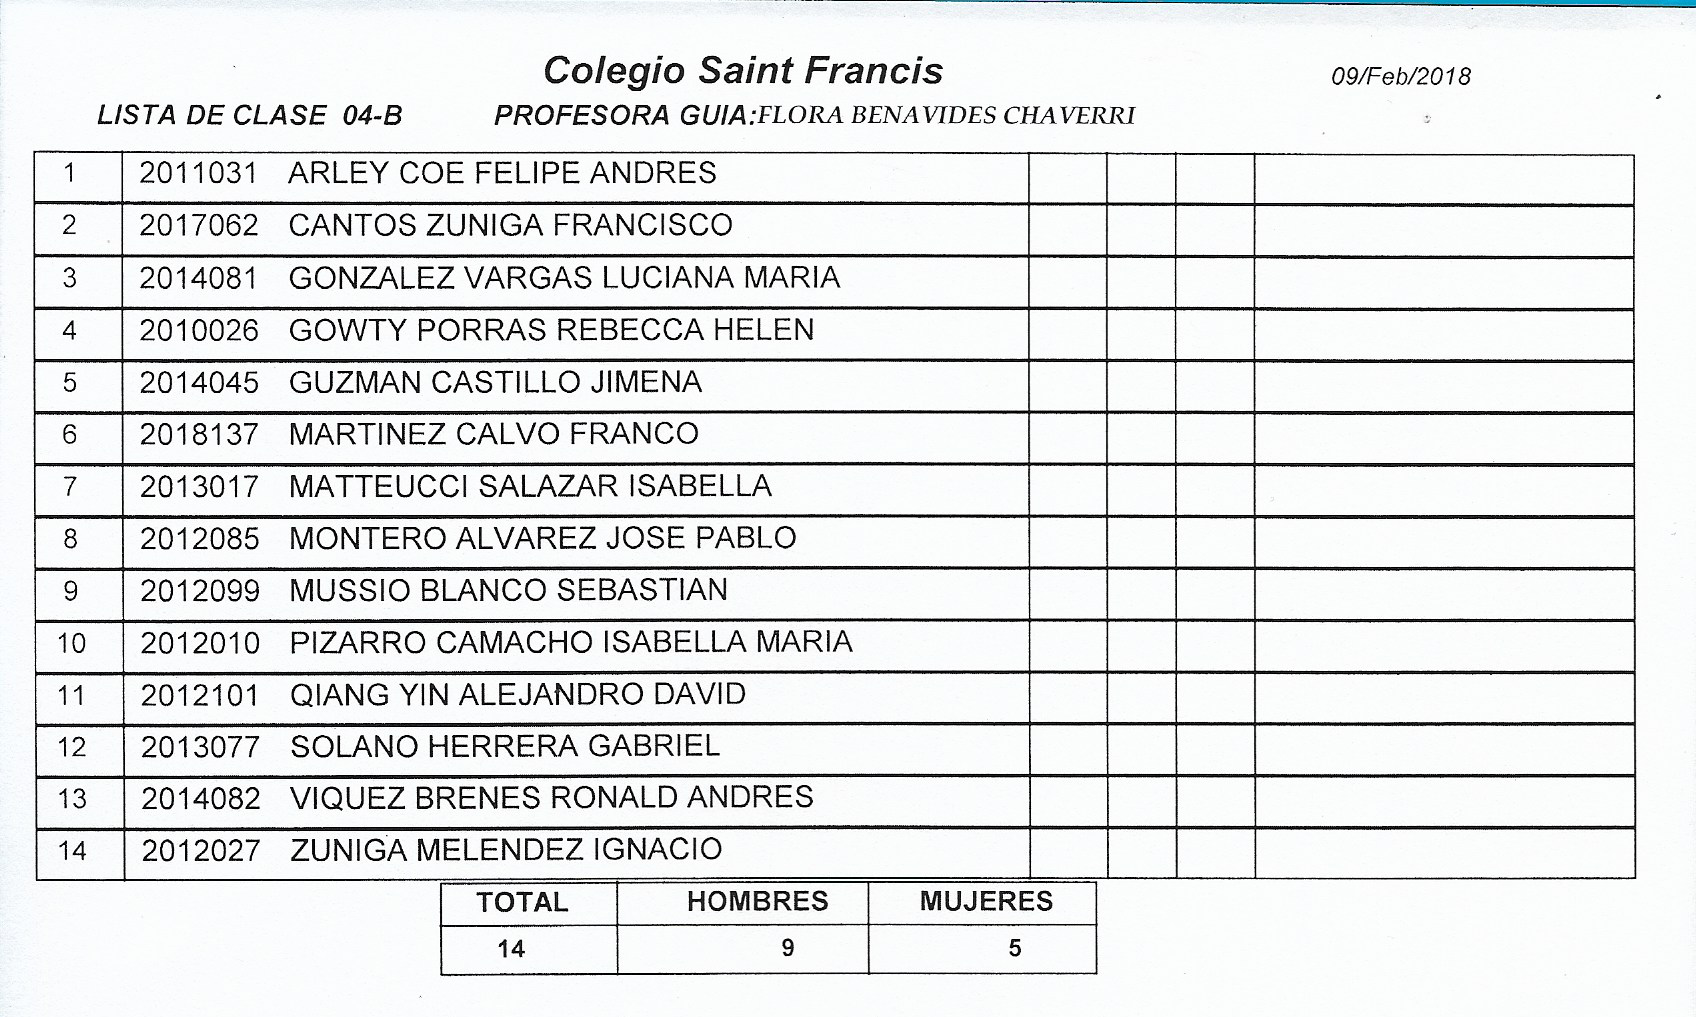 Colegio Saint Francis
09/Feb/2018
LISTA DE CLASE 04-B PROFESORA GUIA:FLORA BENAVIDES CHAVERRI
1 2011031 ARLEY COE FELIPE ANDRES
2 2017062 CANTOS ZUNIGA FRANCISCO
3 2014081 GONZALEZ VARGAS LUCIANA MARIA
4 2010026 GOWTY PORRAS REBECCA HELEN
5 2014045 GUZMAN CASTILLO JIMENA
6 2018137 MARTINEZ CALVO FRANCO
7 2013017 MATTEUCCI SALAZAR ISABELLA
8 2012085 MONTERO ALVAREZ JOSE PABLO
9 2012099 MUSSIO BLANCO SEBASTIAN
10 2012010 PIZARRO CAMACHO ISABELLA MARIA
11 2012101 QIANG YIN ALEJANDRO DAVID
12 2013077 SOLANO HERRERA GABRIEL
13 2014082 VIQUEZ BRENES RONALD ANDRES
14 2012027 ZUNIGA MELENDEZ IGNACIO
TOTAL HOMBRES MUJERES
14 9 5